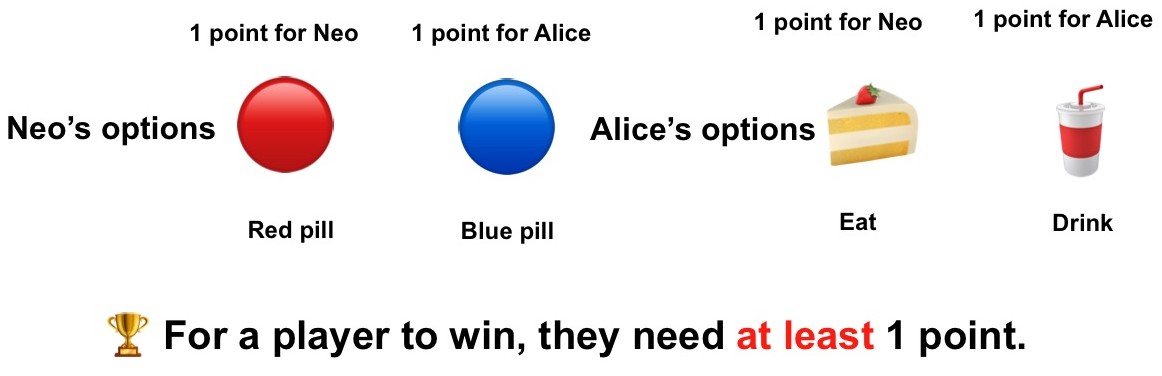 1 point for Neo
1 point for Alice
1 point for Neo
1 point for Alice
Neo's options
Alice's options
Red pill
Blue pill
Eat
Drink
For a player to win, they need at least 1 point.